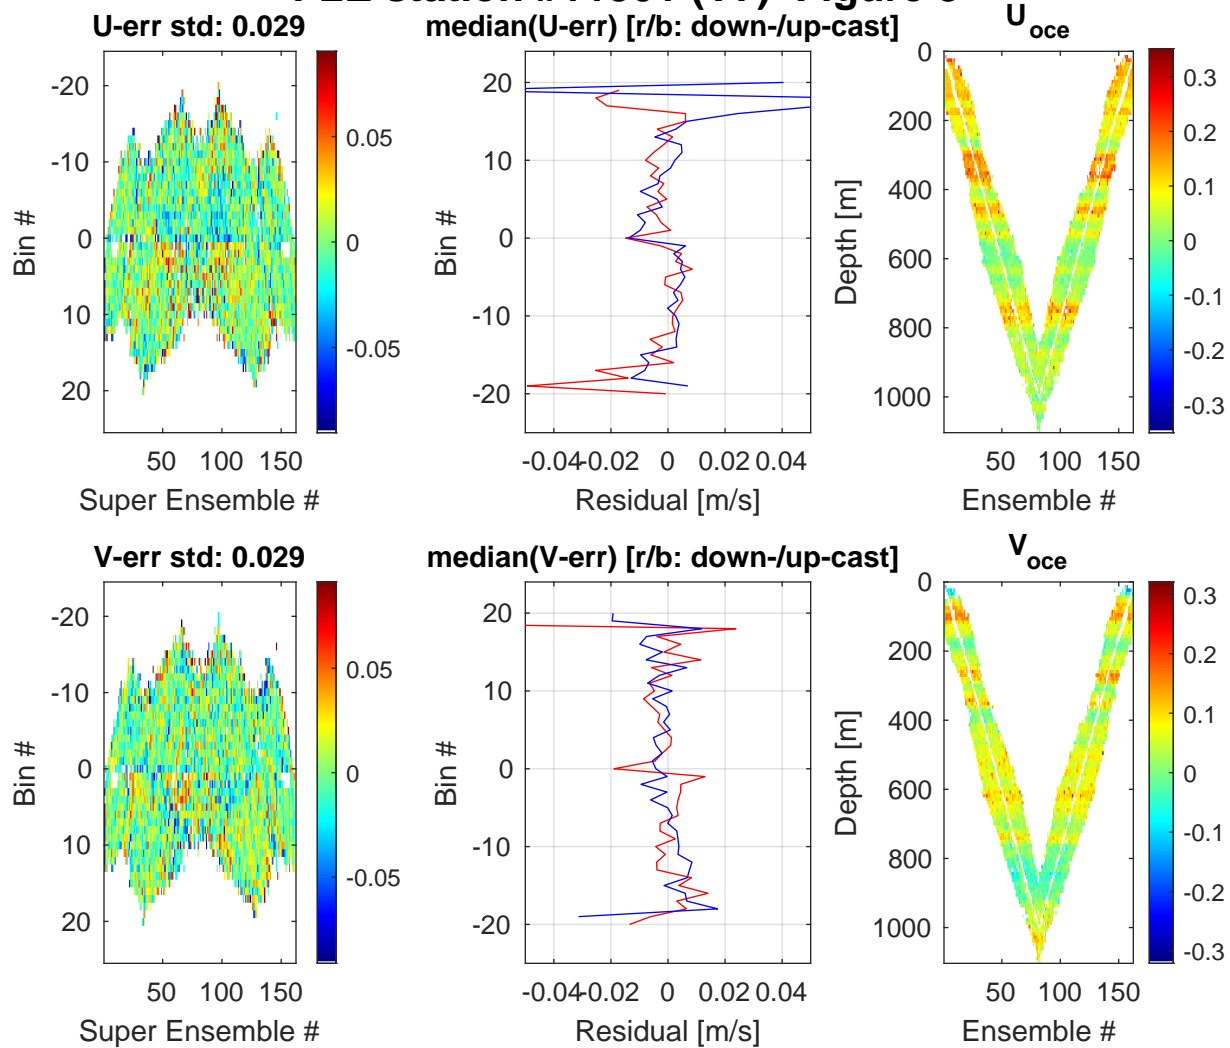 U-err std: 0.029
median(U-err) [r/b: down-/up-cast]
U oce
-20
-10
0
10
20
Bin #
50 100 150
Super Ensemble #
0.05
0
-0.05
20
10
0
-10
-20
Bin #
-0.04 -0.02 0 0.02 0.04
Residual [m/s]
0
200
400
600
800
1000
Depth [m]
50 100 150
Ensemble #
0.3
0.2
0.1
0
-0.1
-0.2
-0.3
V-err std: 0.029
median(V-err) [r/b: down-/up-cast]
V oce
-20
-10
0
10
20
Bin #
50 100 150
Super Ensemble #
0.05
0
-0.05
20
10
0
-10
-20
Bin #
-0.04 -0.02 0 0.02 0.04
Residual [m/s]
0
200
400
600
800
1000
Depth [m]
50 100 150
Ensemble #
0.3
0.2
0.1
0
-0.1
-0.2
-0.3